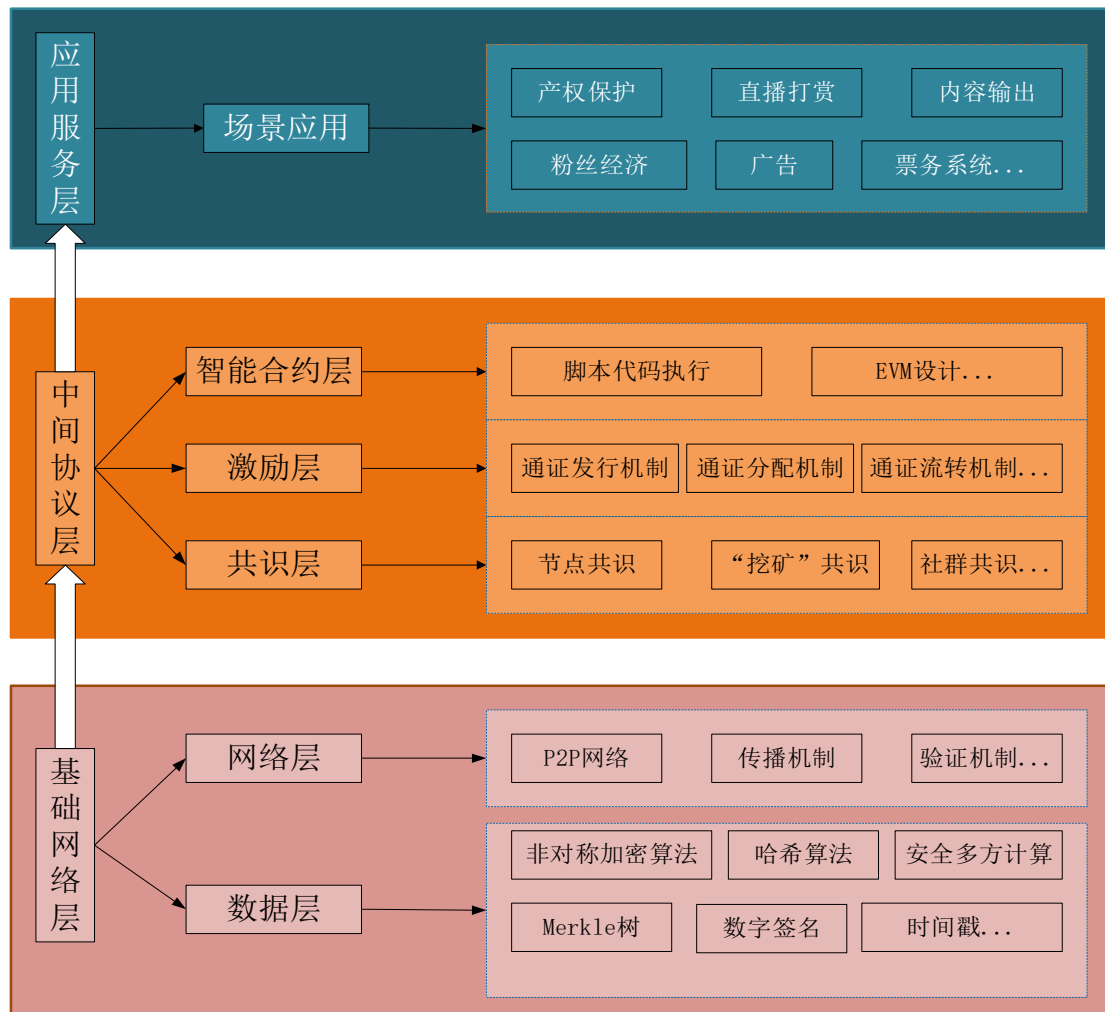 应用服务层
场景应用
产权保护 直播打赏 内容输出
粉丝经济 广告 票务系统...
中间协议层
智能合约层
脚本代码执行 EVM设计...
激励层
通证发行机制 通证分配机制 通证流转机制...
共识层
节点共识 “挖矿”共识 社群共识...
基础网络层
网络层
P2P网络 传播机制 验证机制...
数据层
非对称加密算法 哈希算法 安全多方计算
Merkle树 数字签名 时间戳...